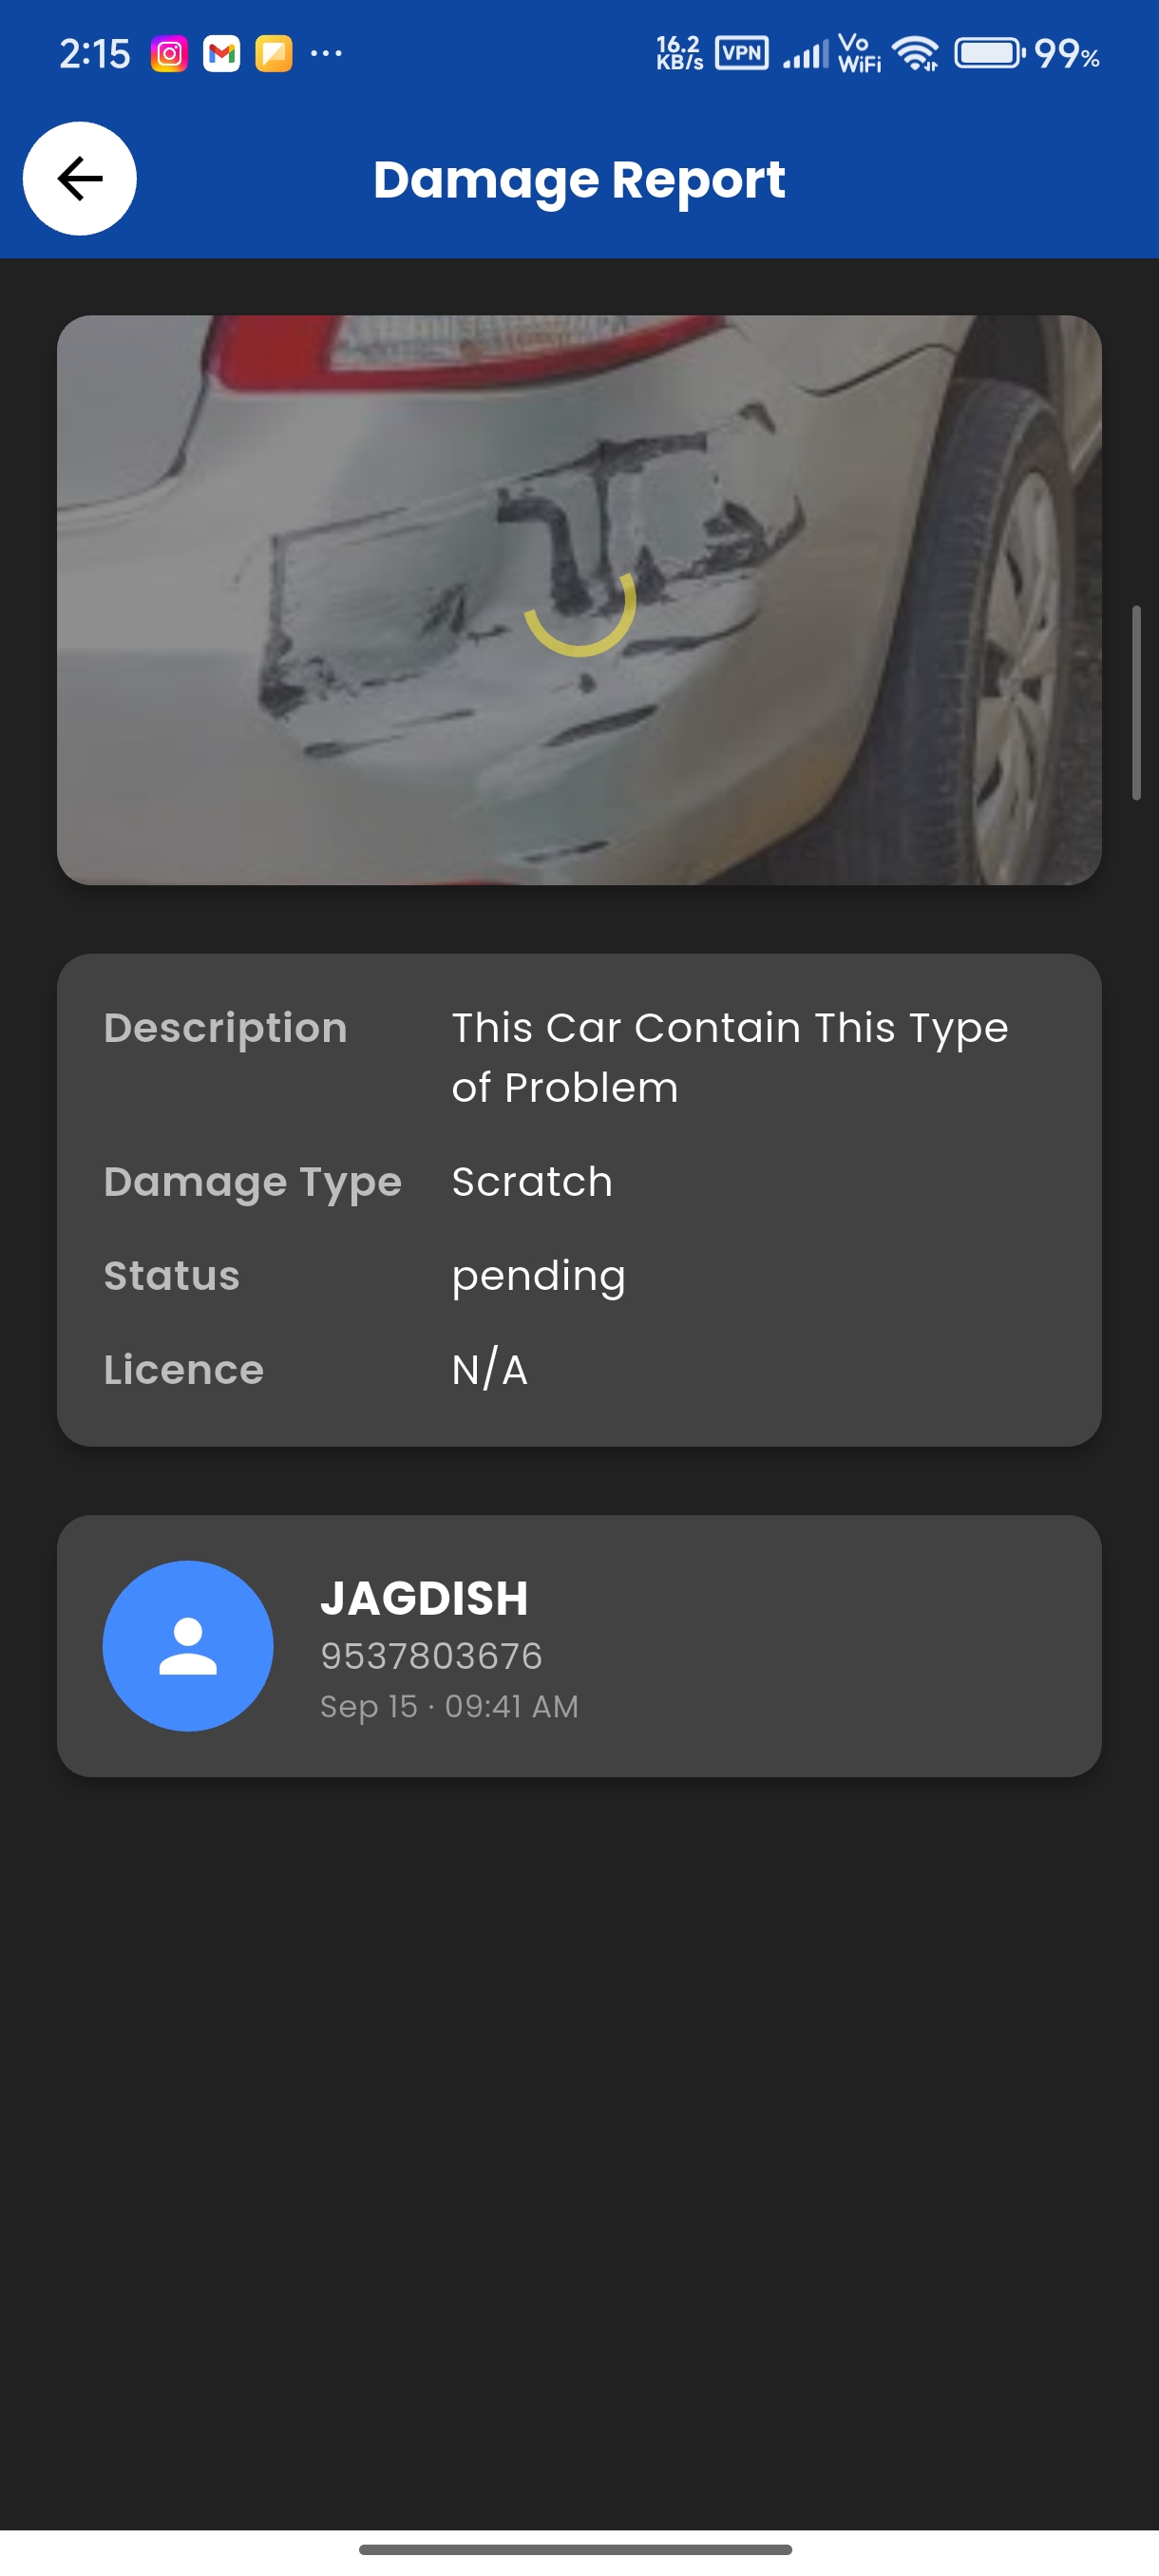 2:15
16.2
KB/s
VPN
Vo
WiFi
99%
Damage Report
Description This Car Contain This Type
of Problem
Damage Type Scratch
Status pending
Licence N/A
JAGDISH
9537803676
Sep 15 · 09:41 AM